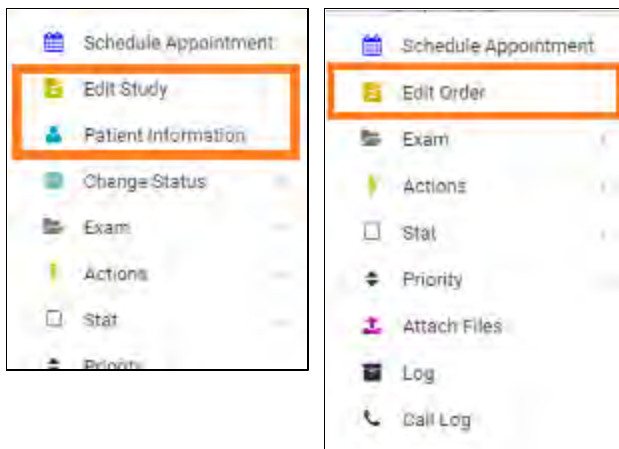 Schedule Appointment
Edit Study
Patient Information
Change Status
Exam
Actions
Stat
Priority
Schedule Appointment
Edit Order
Exam
Actions
Stat
Priority
Attach Files
Log
Call Log